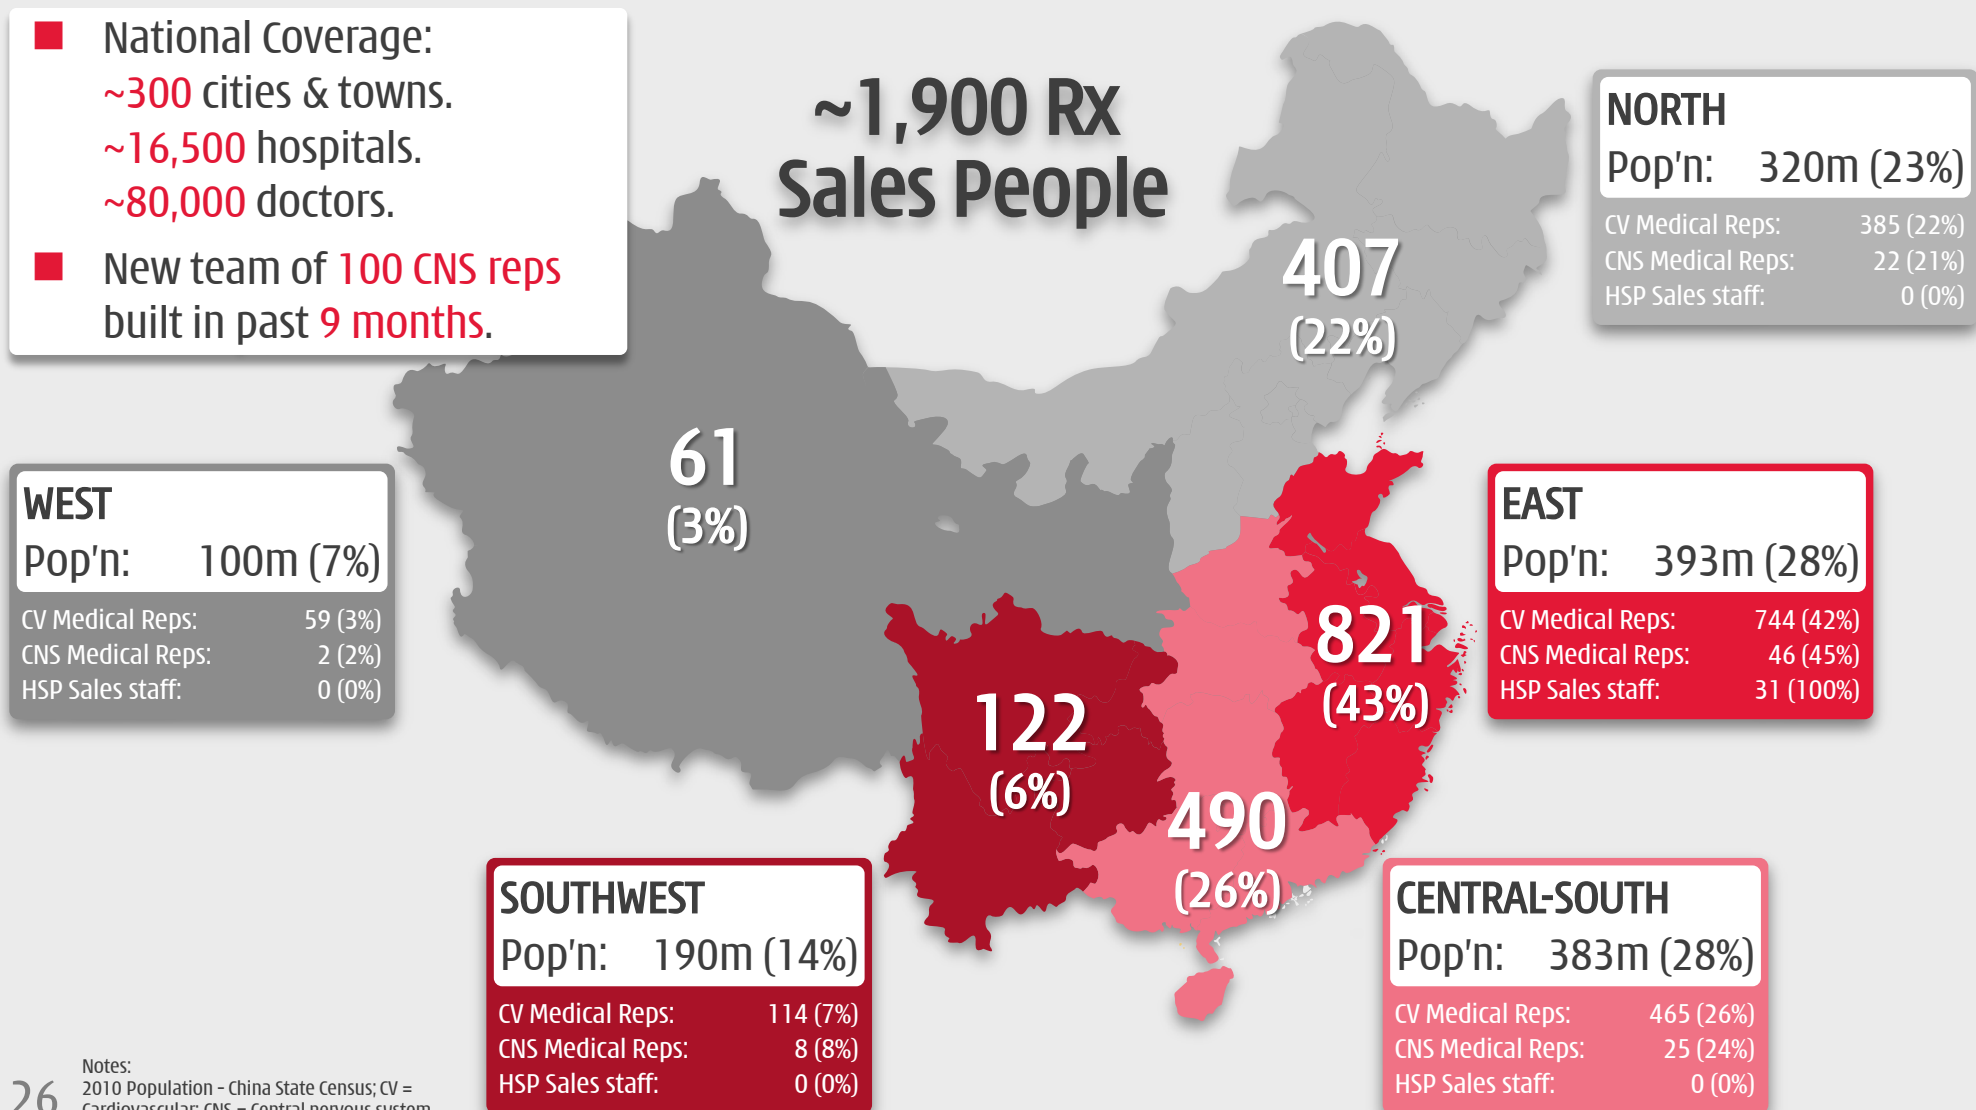 National Coverage:
~300 cities & towns.
~16,500 hospitals.
~80,000 doctors.
New team of 100 CNS reps
built in past 9 months.
~1,900 Rx
Sales People
NORTH
Pop'n: 320m (23%)
CV Medical Reps: 385 (22%)
CNS Medical Reps: 22 (21%)
HSP Sales staff: 0 (0%)
407
(22%)
61
(3%)
WEST
Pop'n: 100m (7%)
CV Medical Reps: 59 (3%)
CNS Medical Reps: 2 (2%)
HSP Sales staff: 0 (0%)
EAST
Pop'n: 393m (28%)
CV Medical Reps: 744 (42%)
CNS Medical Reps: 46 (45%)
HSP Sales staff: 31 (100%)
821
(43%)
122
(6%)
490
(26%)
SOUTHWEST
Pop'n: 190m (14%)
CV Medical Reps: 114 (7%)
CNS Medical Reps: 8 (8%)
HSP Sales staff: 0 (0%)
CENTRAL-SOUTH
Pop'n: 383m (28%)
CV Medical Reps: 465 (26%)
CNS Medical Reps: 25 (24%)
HSP Sales staff: 0 (0%)
26
Notes:
2010 Population - China State Census; CV =
Cardiovascular; CNS = Central nervous system